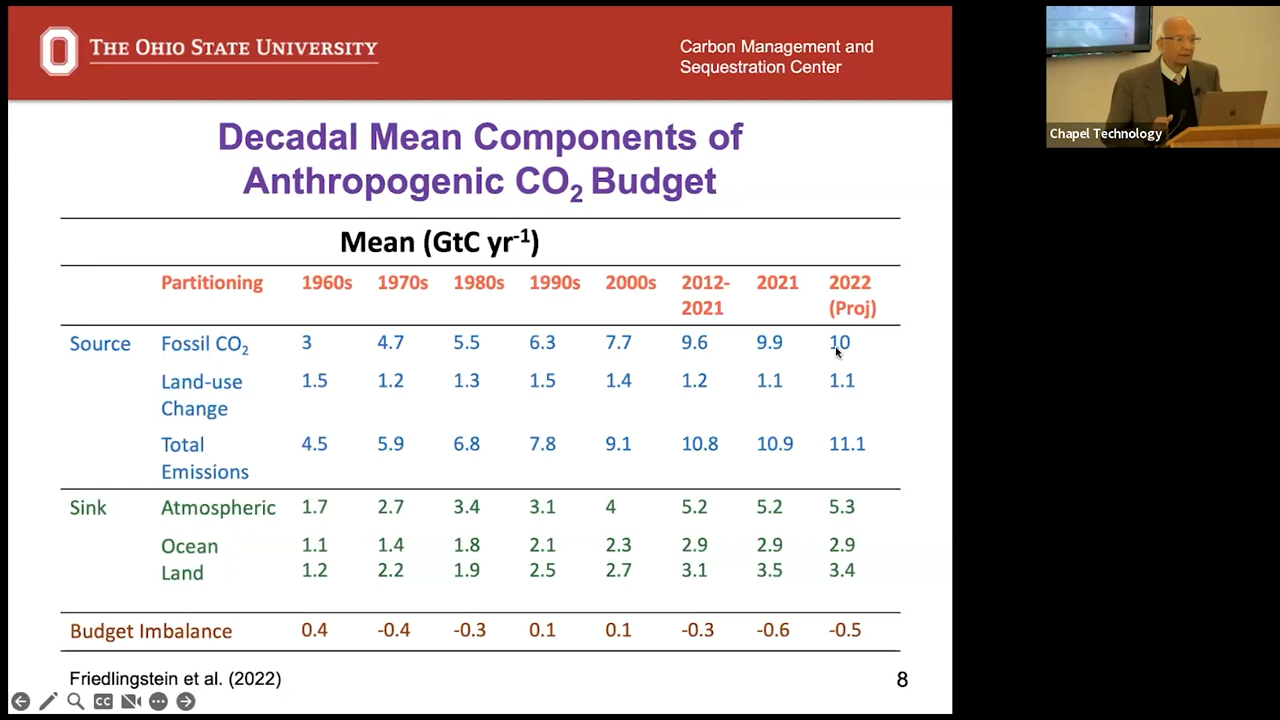 THE OHIO STATE UNIVERSITY
Carbon Management and
Sequestration Center
Decadal Mean Components of
Anthropogenic CO2 Budget
Mean (GtC yr-1)
Partitioning 1960s 1970s 1980s 1990s 2000s 2012-2021 2021 2022 (Proj)
Source Fossil CO2 3 4.7 5.5 6.3 7.7 9.6 9.9 10
Land-use Change 1.5 1.2 1.3 1.5 1.4 1.2 1.1 1.1
Total Emissions 4.5 5.9 6.8 7.8 9.1 10.8 10.9 11.1
Sink Atmospheric 1.7 2.7 3.4 3.1 4 5.2 5.2 5.3
Ocean 1.1 1.4 1.8 2.1 2.3 2.9 2.9 2.9
Land 1.2 2.2 1.9 2.5 2.7 3.1 3.5 3.4
Budget Imbalance 0.4 -0.4 -0.3 0.1 0.1 -0.3 -0.6 -0.5
Friedlingstein et al. (2022)
8
CC
Chapel Technology